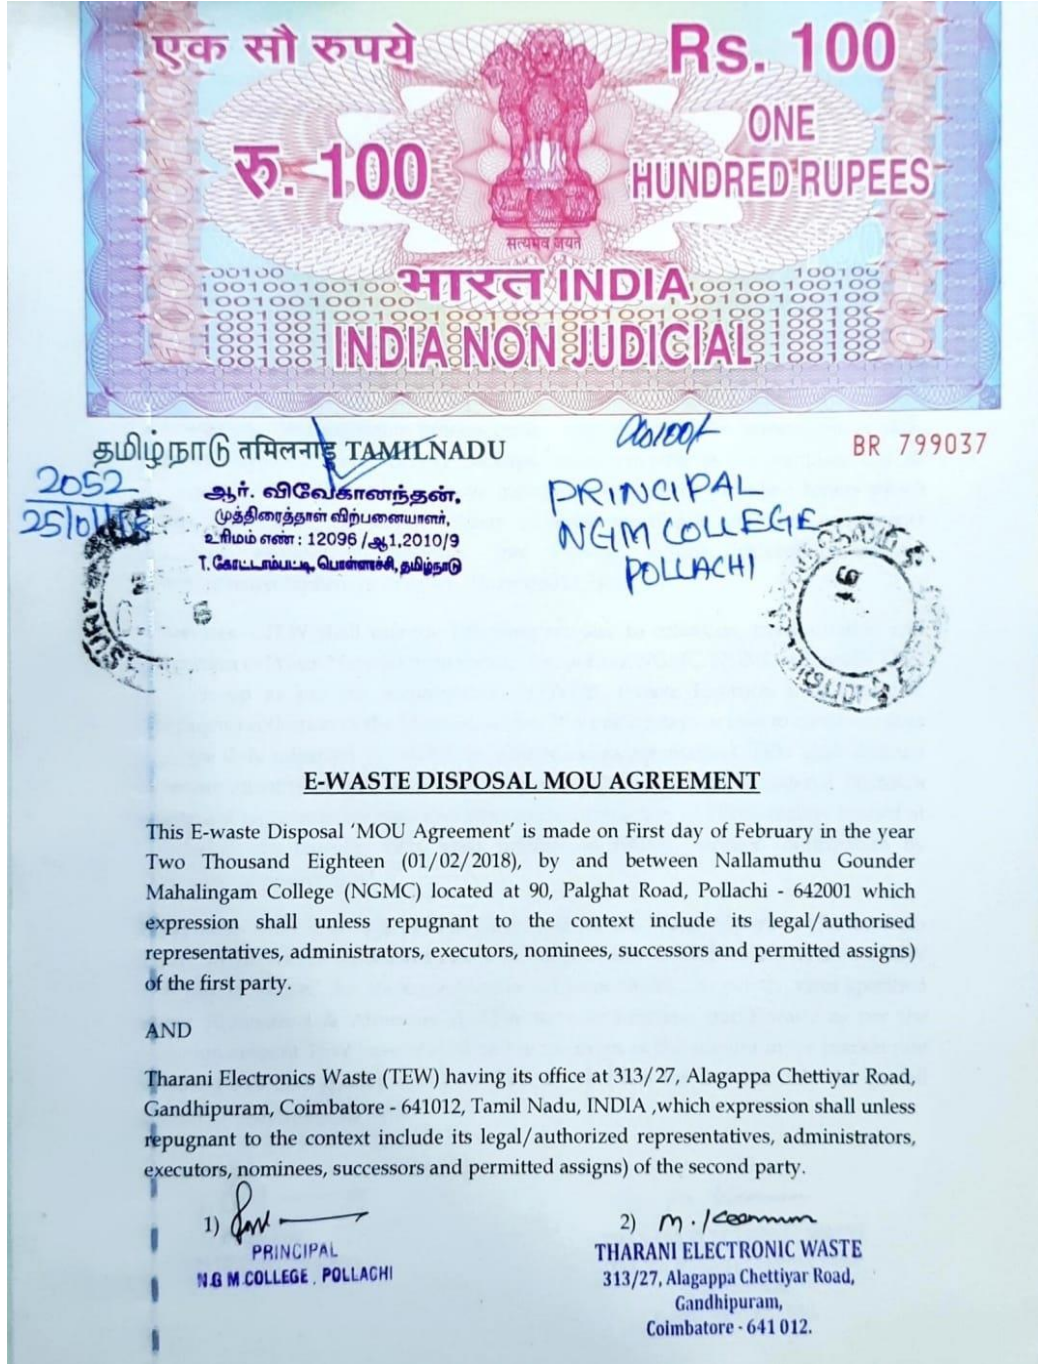 एक सौ रुपये
Rs. 100
रु. 100
ONE
HUNDRED RUPEES
सत्यमेव जयते
भारत INDIA
INDIA NON JUDICIAL
தமிழ்நாடு तमिलनाडु TAMILNADU
100/-
BR 799037
2052
ஆர். விவேகானந்தன்,
முத்திரைத்தாள் விற்பனையாளர்,
உரிமம் எண் : 12096 /ஆ1,2010/9
T. கோட்டாம்பட்டி, பொள்ளாச்சி, தமிழ்நாடு
PRINCIPAL
NGM COLLEGE
POLLACHI
E-WASTE DISPOSAL MOU AGREEMENT
This E-waste Disposal ‘MOU Agreement’ is made on First day of February in the year
Two Thousand Eighteen (01/02/2018), by and between Nallamuthu Gounder
Mahalingam College (NGMC) located at 90, Palghat Road, Pollachi - 642001 which
expression shall unless repugnant to the context include its legal/authorised
representatives, administrators, executors, nominees, successors and permitted assigns)
of the first party.
AND
Tharani Electronics Waste (TEW) having its office at 313/27, Alagappa Chettiyar Road,
Gandhipuram, Coimbatore - 641012, Tamil Nadu, INDIA ,which expression shall unless
repugnant to the context include its legal/authorized representatives, administrators,
executors, nominees, successors and permitted assigns) of the second party.
1)
PRINCIPAL
N.G M.COLLEGE , POLLACHI
2) M.
THARANI ELECTRONIC WASTE
313/27, Alagappa Chettiyar Road,
Gandhipuram,
Coimbatore - 641 012.